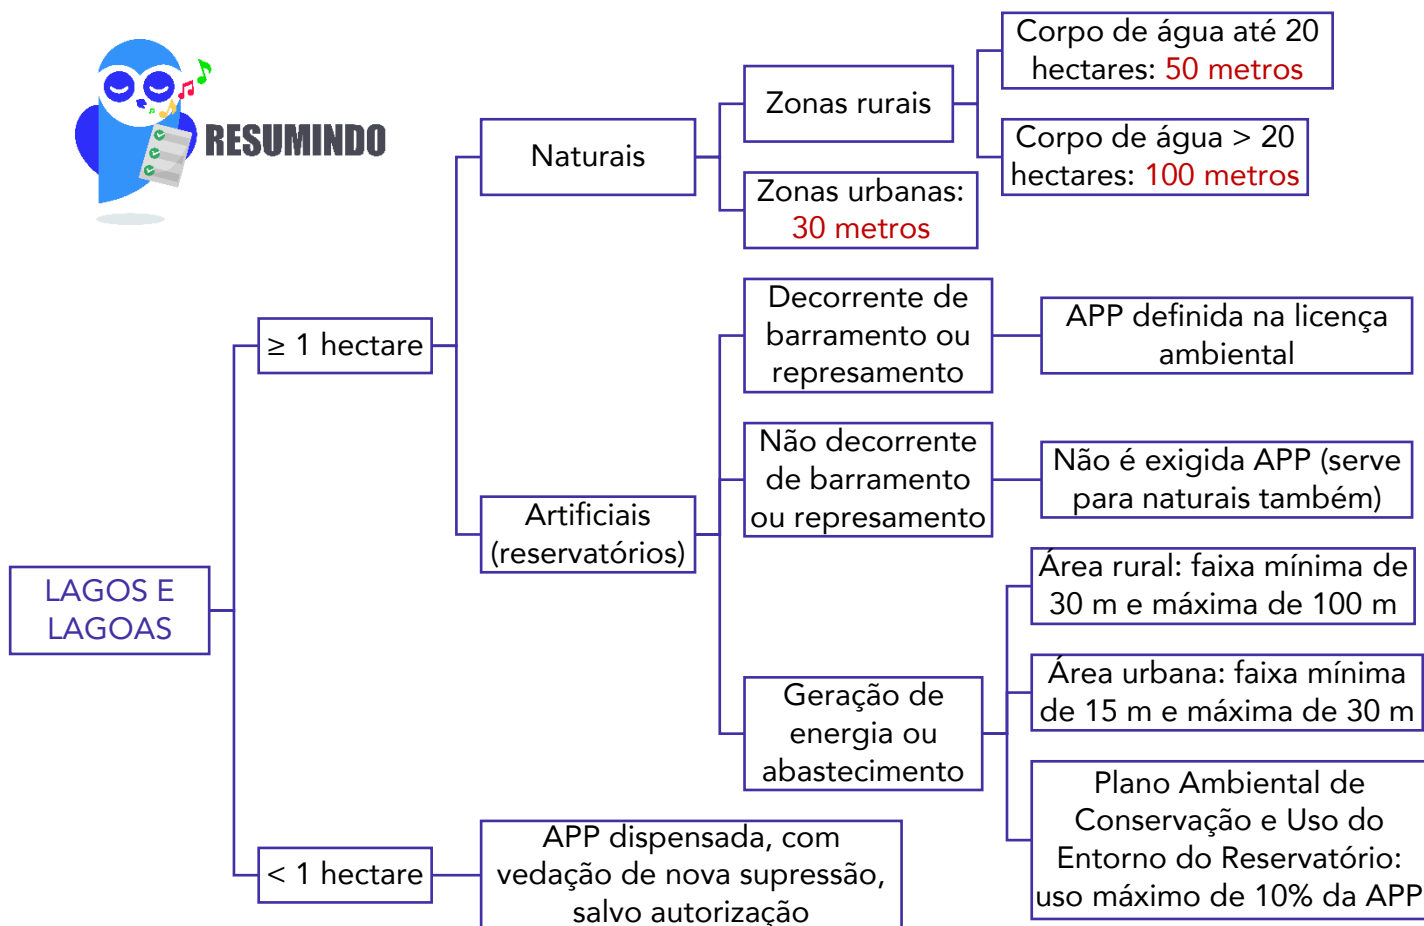 RESUMINDO
LAGOS E
LAGOAS
≥ 1 hectare
Naturais
Zonas rurais
Corpo de água até 20
hectares: 50 metros
Corpo de água > 20
hectares: 100 metros
Zonas urbanas:
30 metros
Artificiais
(reservatórios)
Decorrente de
barramento ou
represamento
APP definida na licença
ambiental
Não decorrente
de barramento
ou represamento
Não é exigida APP (serve
para naturais também)
Geração de
energia ou
abastecimento
Área rural: faixa mínima de
30 m e máxima de 100 m
Área urbana: faixa mínima
de 15 m e máxima de 30 m
Plano Ambiental de
Conservação e Uso do
Entorno do Reservatório:
uso máximo de 10% da APP
< 1 hectare
APP dispensada, com
vedação de nova supressão,
salvo autorização